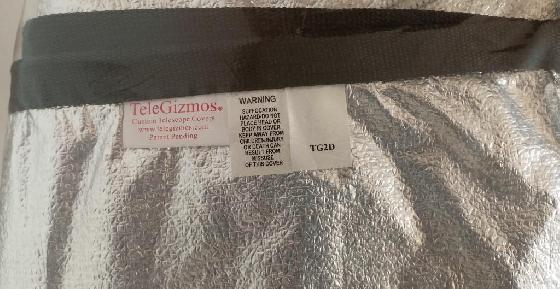 TeleGizmos®
Custom Telescope Covers
www.telegizmos.com
Patent Pending
WARNING
SUFFOCATION
HAZARD DO NOT
PLACE HEAD OR
BODY IN COVER
KEEP AWAY FROM
CHILDREN-INJURY
OR DEATH CAN
RESULT FROM
MISSUSE
OF THIS COVER
TG2D